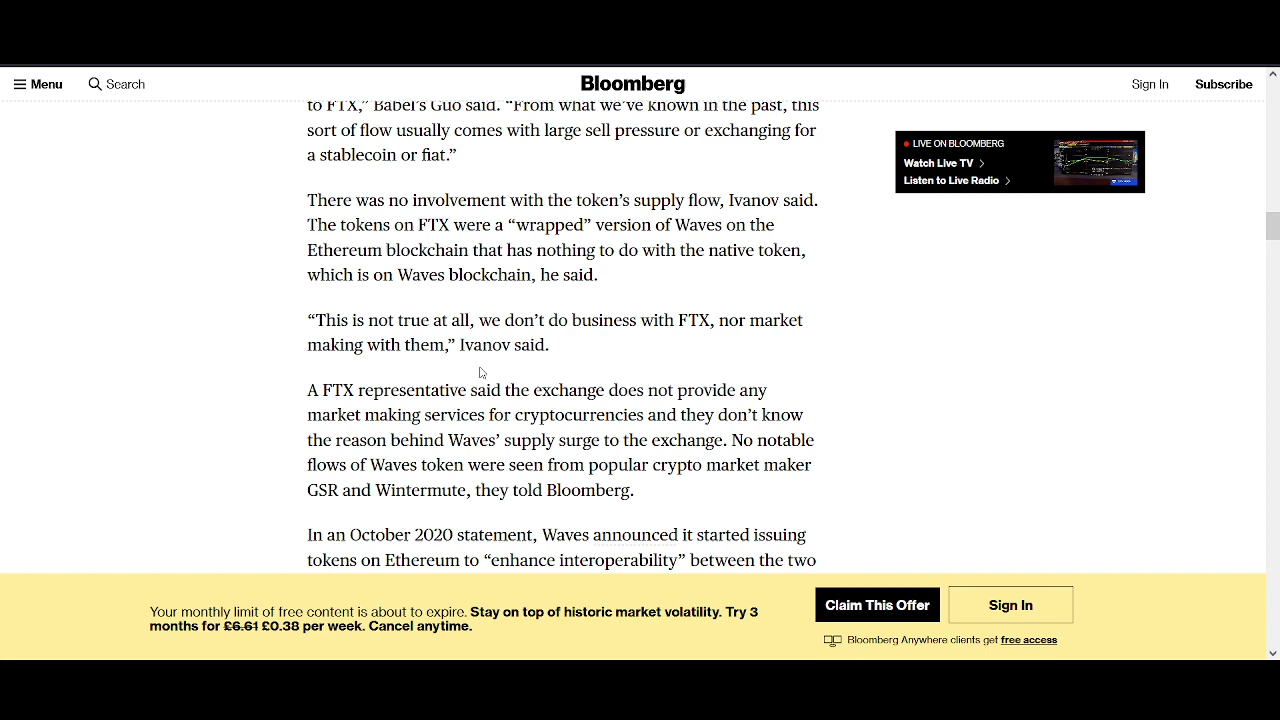 Menu
Search
Bloomberg
Sign In
Subscribe
to FTX,” Babel’s Guo said. “From what we’ve known in the past, this
sort of flow usually comes with large sell pressure or exchanging for
a stablecoin or fiat.”
LIVE ON BLOOMBERG
Watch Live TV
Listen to Live Radio
There was no involvement with the token’s supply flow, Ivanov said.
The tokens on FTX were a “wrapped” version of Waves on the
Ethereum blockchain that has nothing to do with the native token,
which is on Waves blockchain, he said.
“This is not true at all, we don’t do business with FTX, nor market
making with them,” Ivanov said.
A FTX representative said the exchange does not provide any
market making services for cryptocurrencies and they don’t know
the reason behind Waves’ supply surge to the exchange. No notable
flows of Waves token were seen from popular crypto market maker
GSR and Wintermute, they told Bloomberg.
In an October 2020 statement, Waves announced it started issuing
tokens on Ethereum to “enhance interoperability” between the two
Your monthly limit of free content is about to expire. Stay on top of historic market volatility. Try 3
months for £6.61 £0.38 per week. Cancel anytime.
Claim This Offer
Sign In
Bloomberg Anywhere clients get free access